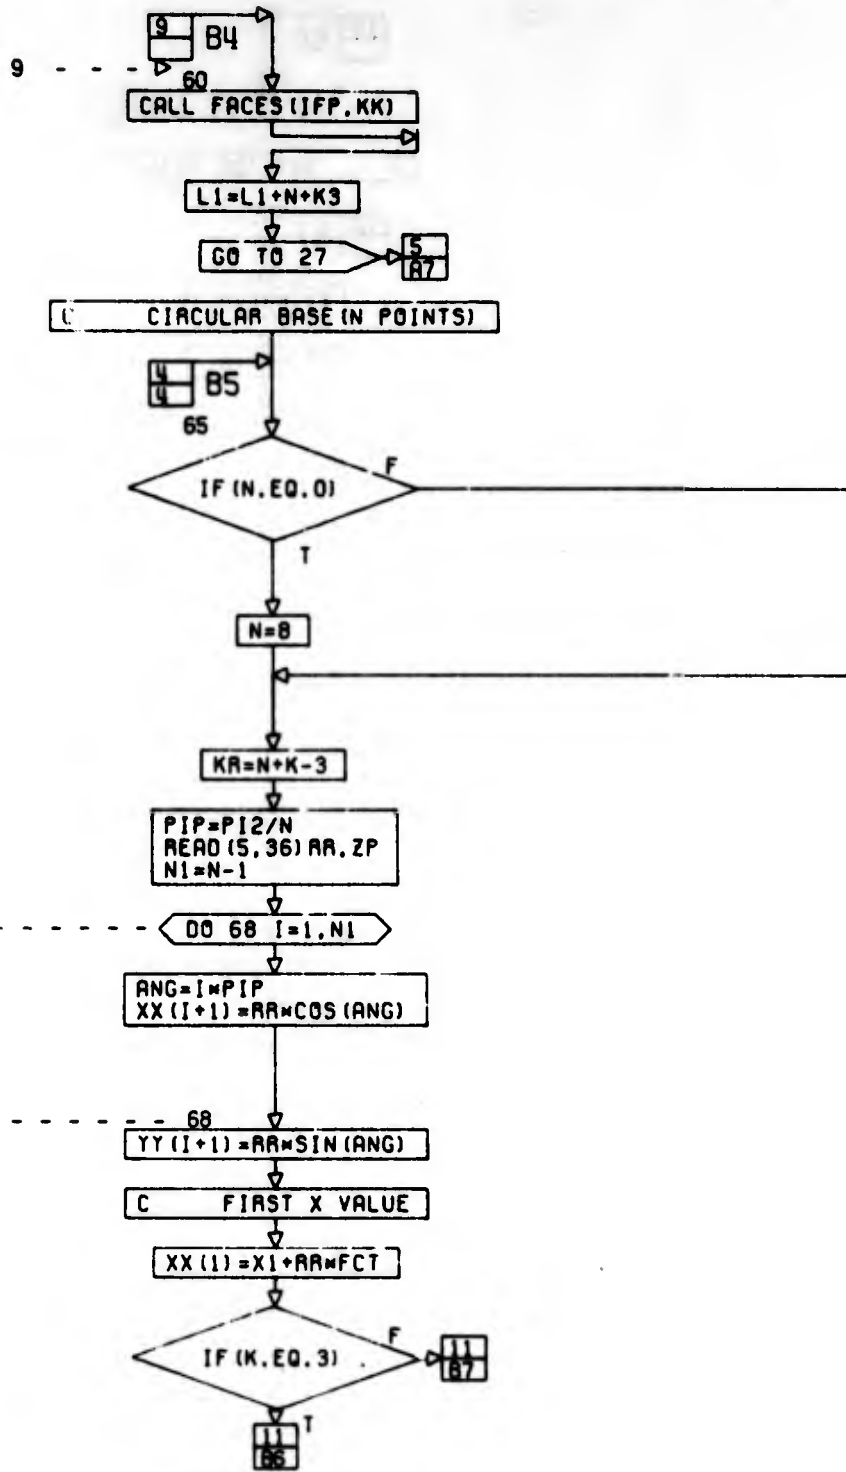 9
B4
9 - - - -
60
CALL FACES(IFP,KK)
L1=L1+N+K3
GO TO 27
5
A7
C CIRCULAR BASE(N POINTS)
4
4
B5
65
IF(N.EQ.0)
F
T
N=8
KR=N+K-3
PIP=PI2/N
READ(5,36)RR,ZP
N1=N-1
DO 68 I=1,N1
ANG=I*PIP
XX(I+1)=RR*COS(ANG)
68
YY(I+1)=RR*SIN(ANG)
C FIRST X VALUE
XX(1)=X1+RR*FCT
IF(K.EQ.3)
F
11
B7
T
11
B6